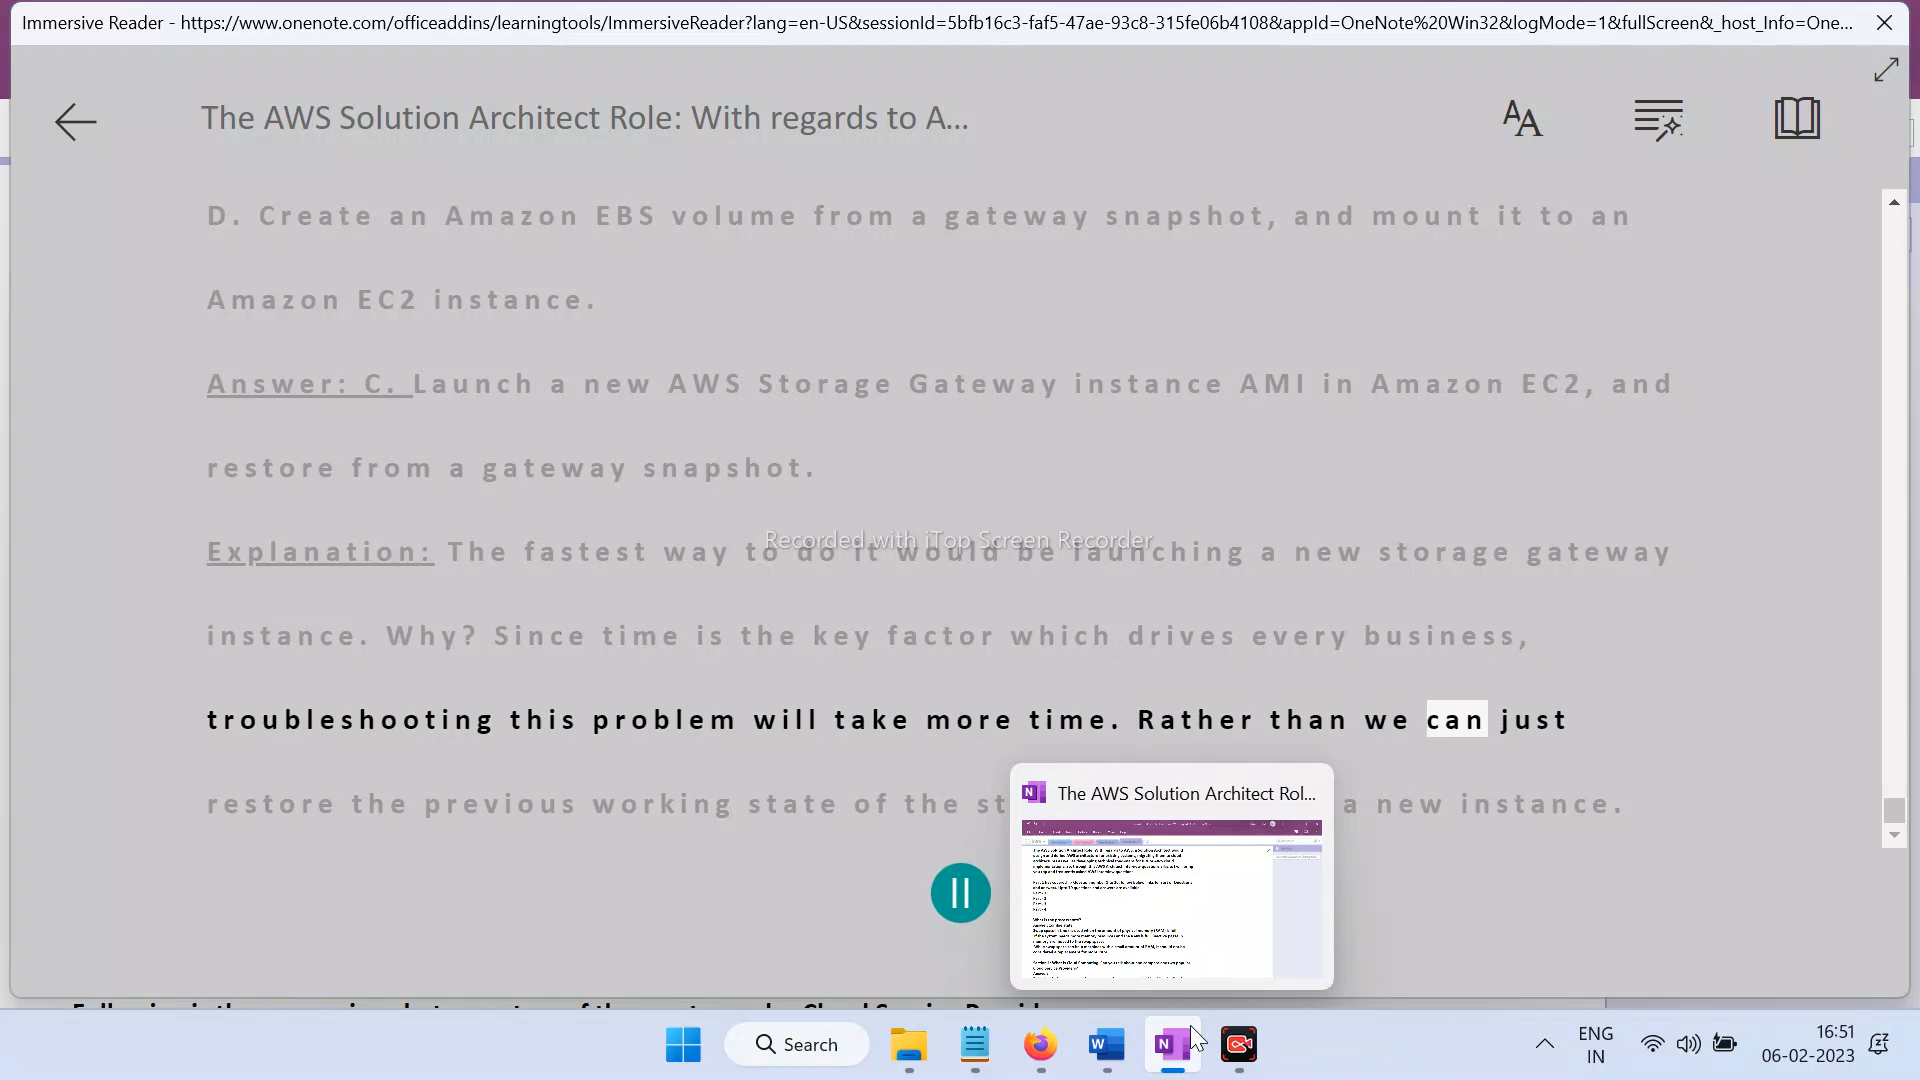 Immersive Reader - https://www.onenote.com/officeaddins/learningtools/ImmersiveReader?lang=en-US&sessionId=5bfb16c3-faf5-47ae-93c8-315fe06b4108&appId=OneNote%20Win32&logMode=1&fullScreen&_host_Info=One...
The AWS Solution Architect Role: With regards to A...
D. Create an Amazon EBS volume from a gateway snapshot, and mount it to an
Amazon EC2 instance.
Answer: C. Launch a new AWS Storage Gateway instance AMI in Amazon EC2, and
restore from a gateway snapshot.
Recorded with iTop Screen Recorder
Explanation: The fastest way to do it would be launching a new storage gateway
instance. Why? Since time is the key factor which drives every business,
troubleshooting this problem will take more time. Rather than we can just
restore the previous working state of the st a new instance.
The AWS Solution Architect Rol...
Search
ENG
IN
16:51
06-02-2023